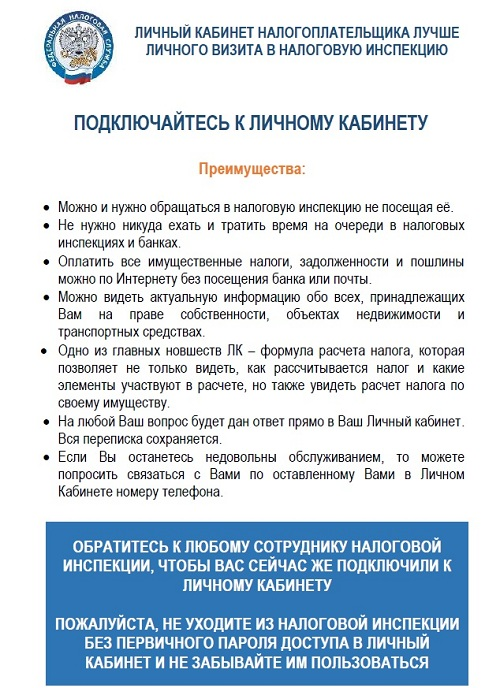 ФЕДЕРАЛЬНАЯ НАЛОГОВАЯ СЛУЖБА
ЛИЧНЫЙ КАБИНЕТ НАЛОГОПЛАТЕЛЬЩИКА ЛУЧШЕ
ЛИЧНОГО ВИЗИТА В НАЛОГОВУЮ ИНСПЕКЦИЮ
ПОДКЛЮЧАЙТЕСЬ К ЛИЧНОМУ КАБИНЕТУ
Преимущества:
• Можно и нужно обращаться в налоговую инспекцию не посещая её.
• Не нужно никуда ехать и тратить время на очереди в налоговых
инспекциях и банках.
• Оплатить все имущественные налоги, задолженности и пошлины
можно по Интернету без посещения банка или почты.
• Можно видеть актуальную информацию обо всех, принадлежащих
Вам на праве собственности, объектах недвижимости и
транспортных средствах.
• Одно из главных новшеств ЛК – формула расчета налога, которая
позволяет не только видеть, как рассчитывается налог и какие
элементы участвуют в расчете, но также увидеть расчет налога по
своему имуществу.
• На любой Ваш вопрос будет дан ответ прямо в Ваш Личный кабинет.
Вся переписка сохраняется.
• Если Вы останетесь недовольны обслуживанием, то можете
попросить связаться с Вами по оставленному Вами в Личном
Кабинете номеру телефона.
ОБРАТИТЕСЬ К ЛЮБОМУ СОТРУДНИКУ НАЛОГОВОЙ
ИНСПЕКЦИИ, ЧТОБЫ ВАС СЕЙЧАС ЖЕ ПОДКЛЮЧИЛИ К
ЛИЧНОМУ КАБИНЕТУ
ПОЖАЛУЙСТА, НЕ УХОДИТЕ ИЗ НАЛОГОВОЙ ИНСПЕКЦИИ
БЕЗ ПЕРВИЧНОГО ПАРОЛЯ ДОСТУПА В ЛИЧНЫЙ
КАБИНЕТ И НЕ ЗАБЫВАЙТЕ ИМ ПОЛЬЗОВАТЬСЯ